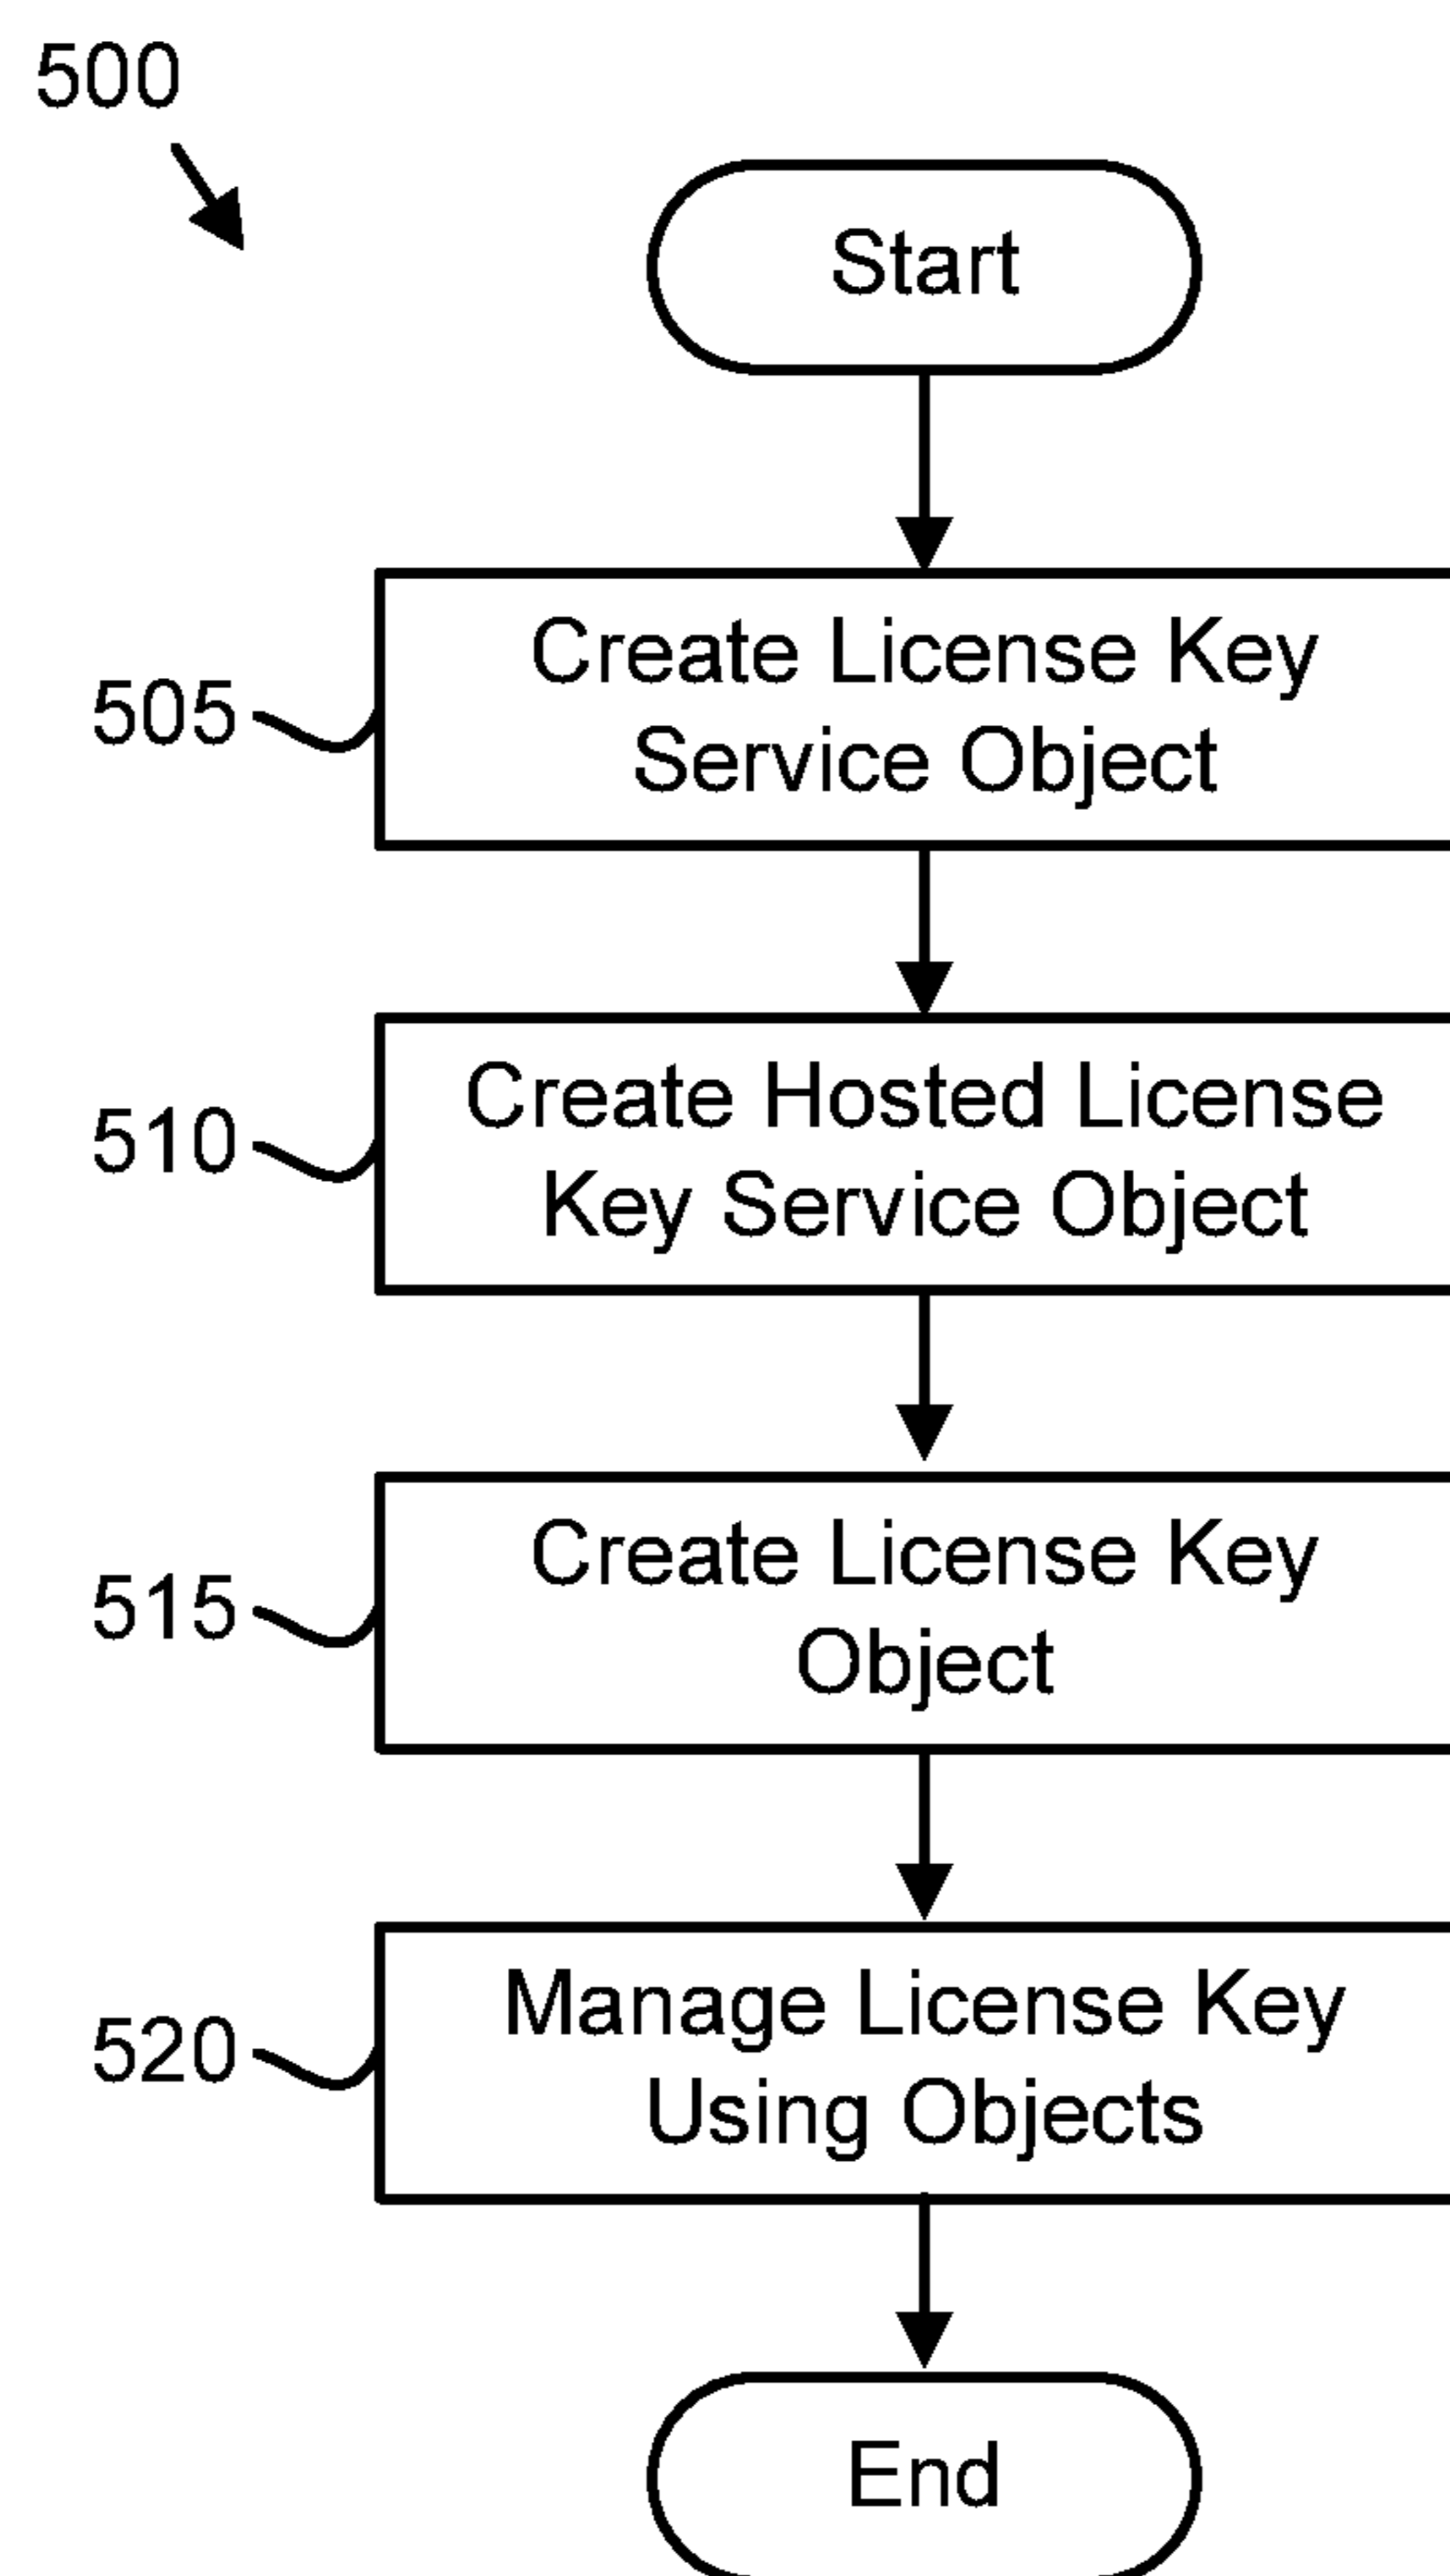 500
Start
505
Create License Key
Service Object
510
Create Hosted License
Key Service Object
515
Create License Key
Object
520
Manage License Key
Using Objects
End